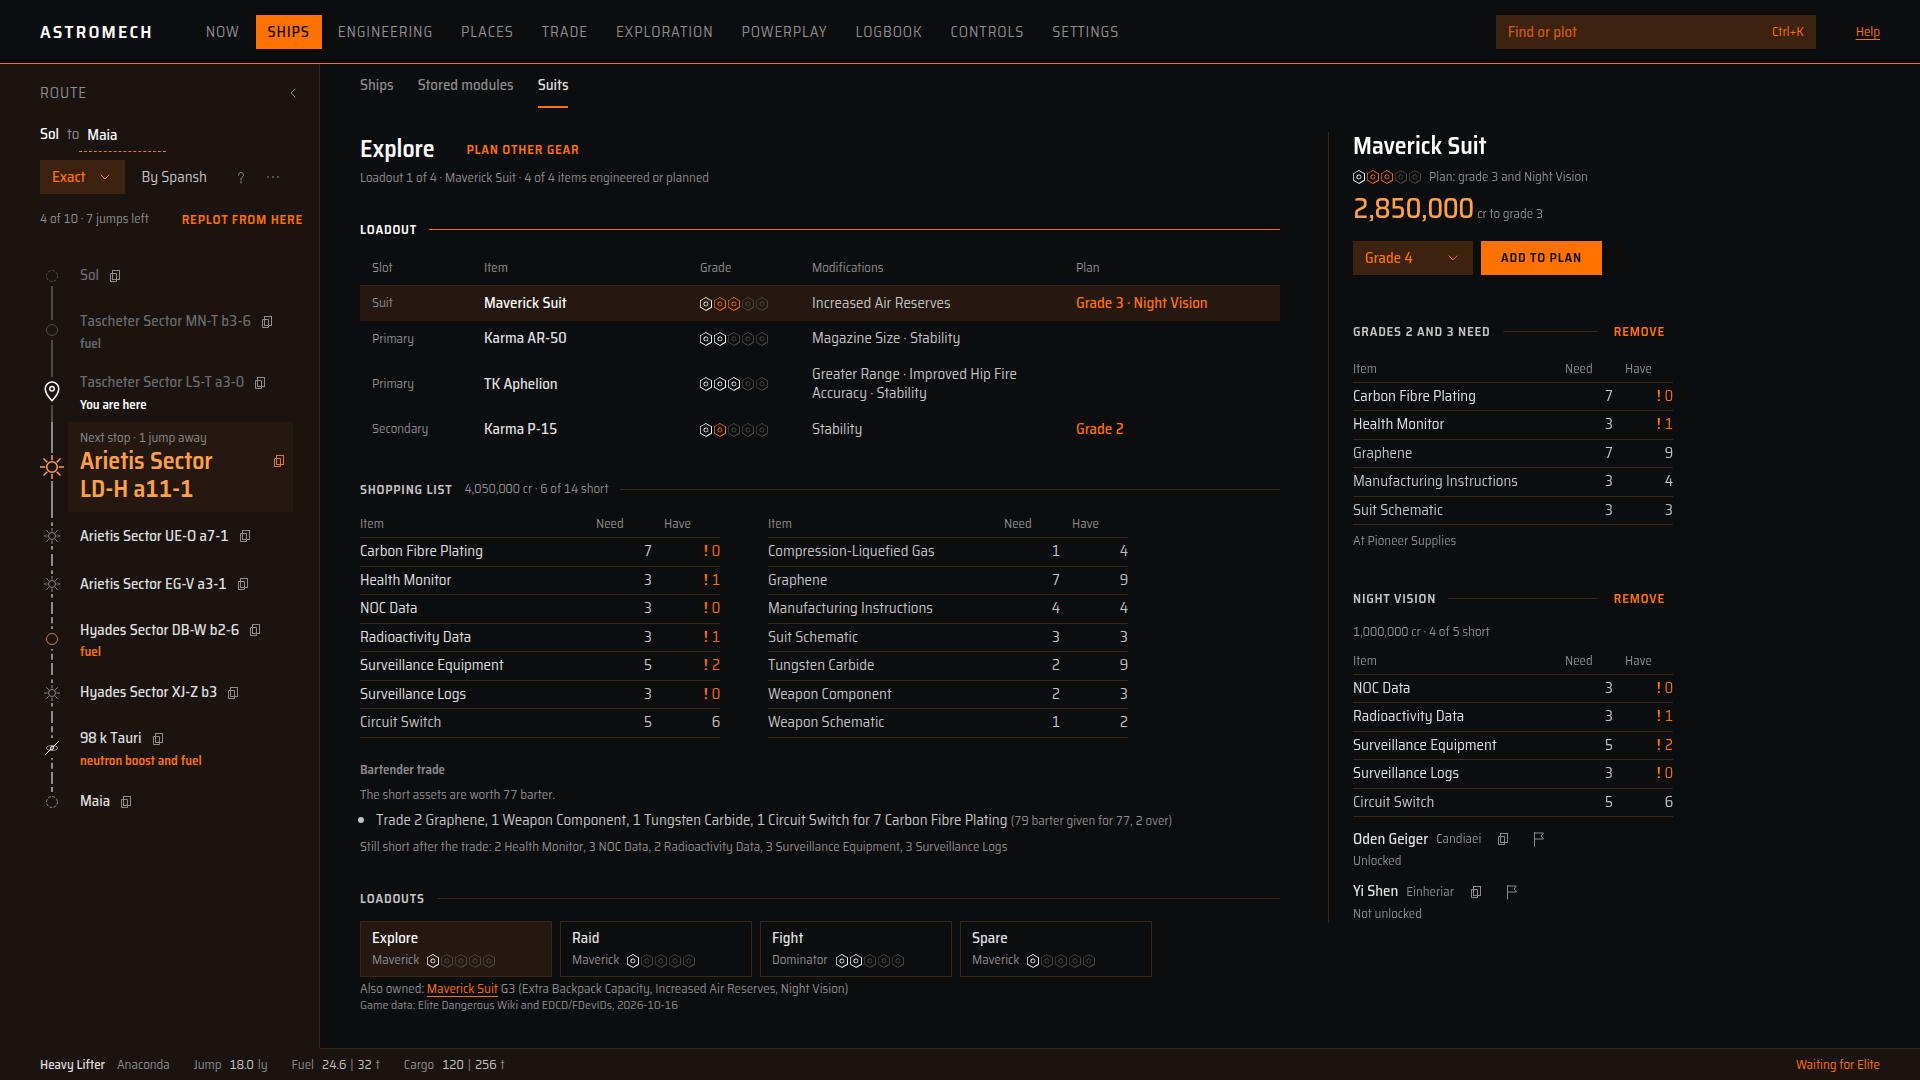 ASTROMECH
NOW
SHIPS
ENGINEERING
PLACES
TRADE
EXPLORATION
POWERPLAY
LOGBOOK
CONTROLS
SETTINGS
Find or plot Ctrl+K
Help
ROUTE
Sol to Maia
Exact
By Spansh
?
4 of 10 · 7 jumps left
REPLOT FROM HERE
Sol
Tascheter Sector MN-T b3-6
fuel
Tascheter Sector LS-T a3-0
You are here
Next stop · 1 jump away
Arietis Sector
LD-H a11-1
Arietis Sector UE-O a7-1
Arietis Sector EG-V a3-1
Hyades Sector DB-W b2-6
fuel
Hyades Sector XJ-Z b3
98 k Tauri
neutron boost and fuel
Maia
Ships
Stored modules
Suits
Explore
PLAN OTHER GEAR
Loadout 1 of 4 · Maverick Suit · 4 of 4 items engineered or planned
LOADOUT
Slot Item Grade Modifications Plan
Suit Maverick Suit Increased Air Reserves Grade 3 · Night Vision
Primary Karma AR-50 Magazine Size · Stability
Primary TK Aphelion Greater Range · Improved Hip Fire
Accuracy · Stability
Secondary Karma P-15 Stability Grade 2
SHOPPING LIST 4,050,000 cr · 6 of 14 short
Item Need Have
Carbon Fibre Plating 7 ! 0
Health Monitor 3 ! 1
NOC Data 3 ! 0
Radioactivity Data 3 ! 1
Surveillance Equipment 5 ! 2
Surveillance Logs 3 ! 0
Circuit Switch 5 6
Item Need Have
Compression-Liquefied Gas 1 4
Graphene 7 9
Manufacturing Instructions 4 4
Suit Schematic 3 3
Tungsten Carbide 2 9
Weapon Component 2 3
Weapon Schematic 1 2
Bartender trade
The short assets are worth 77 barter.
Trade 2 Graphene, 1 Weapon Component, 1 Tungsten Carbide, 1 Circuit Switch for 7 Carbon Fibre Plating (79 barter given for 77, 2 over)
Still short after the trade: 2 Health Monitor, 3 NOC Data, 2 Radioactivity Data, 3 Surveillance Equipment, 3 Surveillance Logs
LOADOUTS
Explore
Maverick
Raid
Maverick
Fight
Dominator
Spare
Maverick
Also owned: Maverick Suit G3 (Extra Backpack Capacity, Increased Air Reserves, Night Vision)
Game data: Elite Dangerous Wiki and EDCD/FDevIDs, 2026-10-16
Maverick Suit
Plan: grade 3 and Night Vision
2,850,000 cr to grade 3
Grade 4
ADD TO PLAN
GRADES 2 AND 3 NEED
REMOVE
Item Need Have
Carbon Fibre Plating 7 ! 0
Health Monitor 3 ! 1
Graphene 7 9
Manufacturing Instructions 3 4
Suit Schematic 3 3
At Pioneer Supplies
NIGHT VISION
REMOVE
1,000,000 cr · 4 of 5 short
Item Need Have
NOC Data 3 ! 0
Radioactivity Data 3 ! 1
Surveillance Equipment 5 ! 2
Surveillance Logs 3 ! 0
Circuit Switch 5 6
Oden Geiger Candiaei
Unlocked
Yi Shen Einheriar
Not unlocked
Heavy Lifter Anaconda Jump 18.0 ly Fuel 24.6 | 32 t Cargo 120 | 256 t
Waiting for Elite